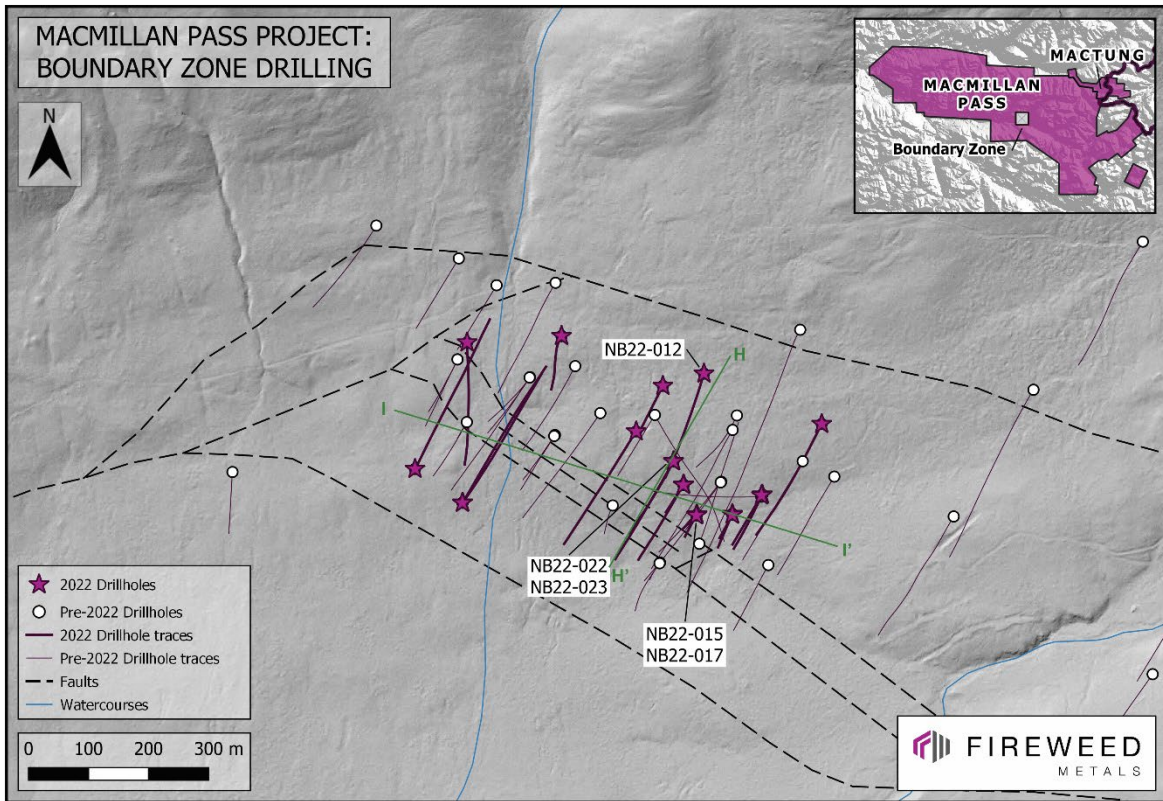 MACMILLAN PASS PROJECT:
BOUNDARY ZONE DRILLING
N
MACTUNG
MACMILLAN
PASS
Boundary Zone
NB22-012
H
I
I'
NB22-022
NB22-023
H'
NB22-015
NB22-017
2022 Drillholes
Pre-2022 Drillholes
2022 Drillhole traces
Pre-2022 Drillhole traces
Faults
Watercourses
0 100 200 300 m
FIREWEED
METALS